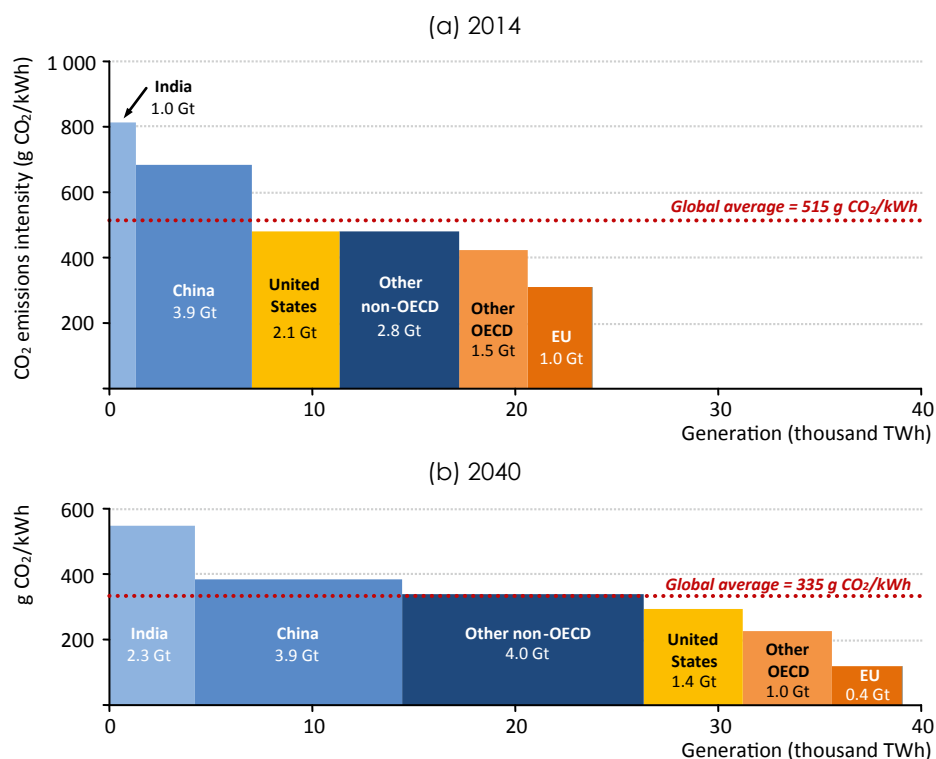 (a) 2014
CO₂ emissions intensity (g CO₂/kWh)
1 000
800
600
400
200
India
1.0 Gt
Global average = 515 g CO₂/kWh
China
3.9 Gt
United
States
2.1 Gt
Other
non-OECD
2.8 Gt
Other
OECD
1.5 Gt
EU
1.0 Gt
0
10
20
30
40
Generation (thousand TWh)
(b) 2040
g CO₂/kWh
600
400
200
Global average = 335 g CO₂/kWh
India
2.3 Gt
China
3.9 Gt
Other non-OECD
4.0 Gt
United
States
1.4 Gt
Other
OECD
1.0 Gt
EU
0.4 Gt
0
10
20
30
40
Generation (thousand TWh)